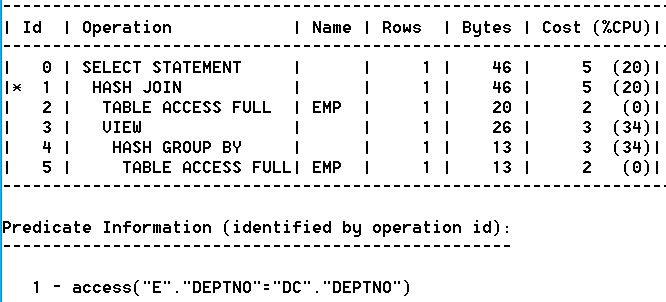 --------------------------------------------------------------------
| Id  | Operation            | Name | Rows  | Bytes | Cost (%CPU)|
--------------------------------------------------------------------
|   0 | SELECT STATEMENT     |      |     1 |    46 |     5  (20)|
|*  1 |  HASH JOIN           |      |     1 |    46 |     5  (20)|
|   2 |   TABLE ACCESS FULL  | EMP  |     1 |    20 |     2   (0)|
|   3 |   VIEW               |      |     1 |    26 |     3  (34)|
|   4 |    HASH GROUP BY     |      |     1 |    13 |     3  (34)|
|   5 |     TABLE ACCESS FULL| EMP  |     1 |    13 |     2   (0)|
--------------------------------------------------------------------
Predicate Information (identified by operation id):
---------------------------------------------------
1 - access("E"."DEPTNO"="DC"."DEPTNO")